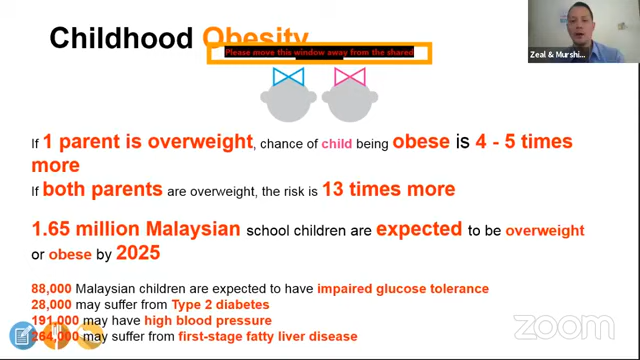 Childhood Obesity
Please move this window away from the shared
Zeal & Murshi...
If 1 parent is overweight, chance of child being obese is 4 - 5 times
more
If both parents are overweight, the risk is 13 times more
1.65 million Malaysian school children are expected to be overweight
or obese by 2025
88,000 Malaysian children are expected to have impaired glucose tolerance
28,000 may suffer from Type 2 diabetes
191,000 may have high blood pressure
264,000 may suffer from first-stage fatty liver disease
zoom